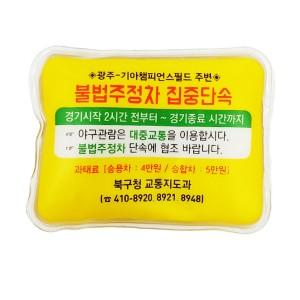 ◈광주-기아챔피언스필드 주변◈
불법주정차 집중단속
경기시작 2시간 전부터 ~ 경기종료 시간까지
☞ 야구관람은 대중교통을 이용합시다.
☞ 불법주정차 단속에 협조 바랍니다.
과태료 [승용차 : 4만원 / 승합차 : 5만원]
북구청 교통지도과
(☎ 410-8920, 8921, 8948)